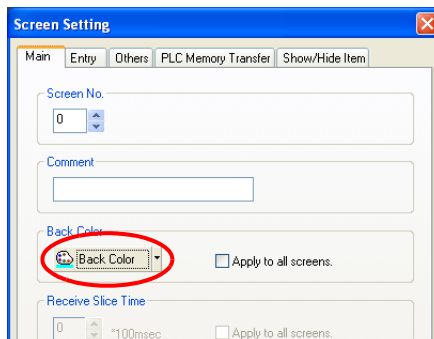 Screen Setting
Main Entry Others PLC Memory Transfer Show/Hide Item
Screen No.
0
Comment
Back Color
Back Color Apply to all screens.
Receive Slice Time
0 *100msec Apply to all screens.